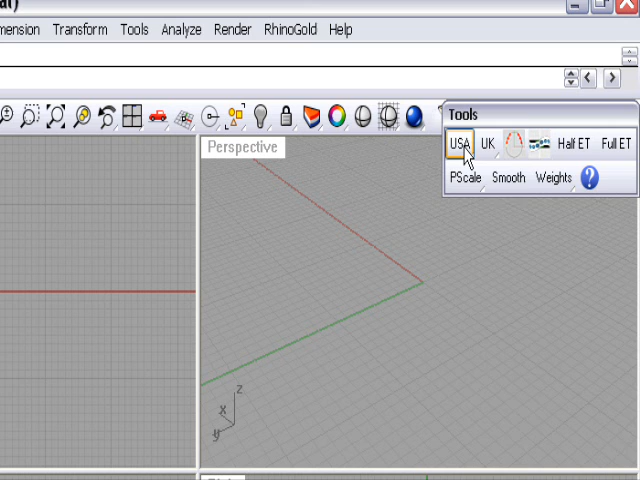 al)
mension Transform Tools Analyze Render RhinoGold Help
Tools
USA UK Half ET Full ET
PScale Smooth Weights ?
Perspective
z
x
y